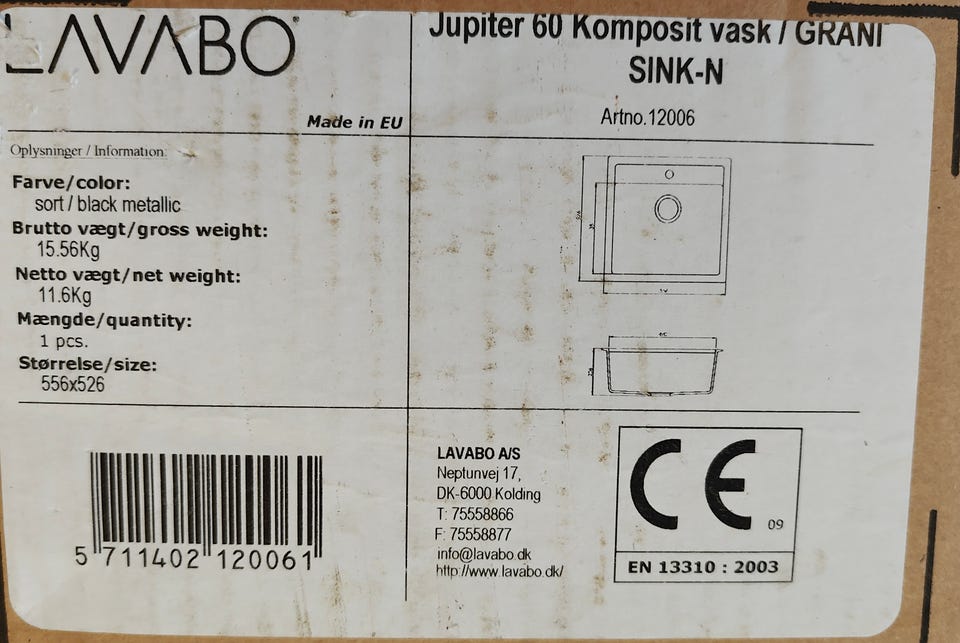 LAVABO
Made in EU
Jupiter 60 Komposit vask / GRANI
SINK-N
Artno.12006
Oplysninger / Information:
Farve/color:
sort / black metallic
Brutto vægt/gross weight:
15.56Kg
Netto vægt/net weight:
11.6Kg
Mængde/quantity:
1 pcs.
Størrelse/size:
556x526
5 711402 120061
LAVABO A/S
Neptunvej 17,
DK-6000 Kolding
T: 75558866
F: 75558877
info@lavabo.dk
http://www.lavabo.dk/
CE
09
EN 13310 : 2003